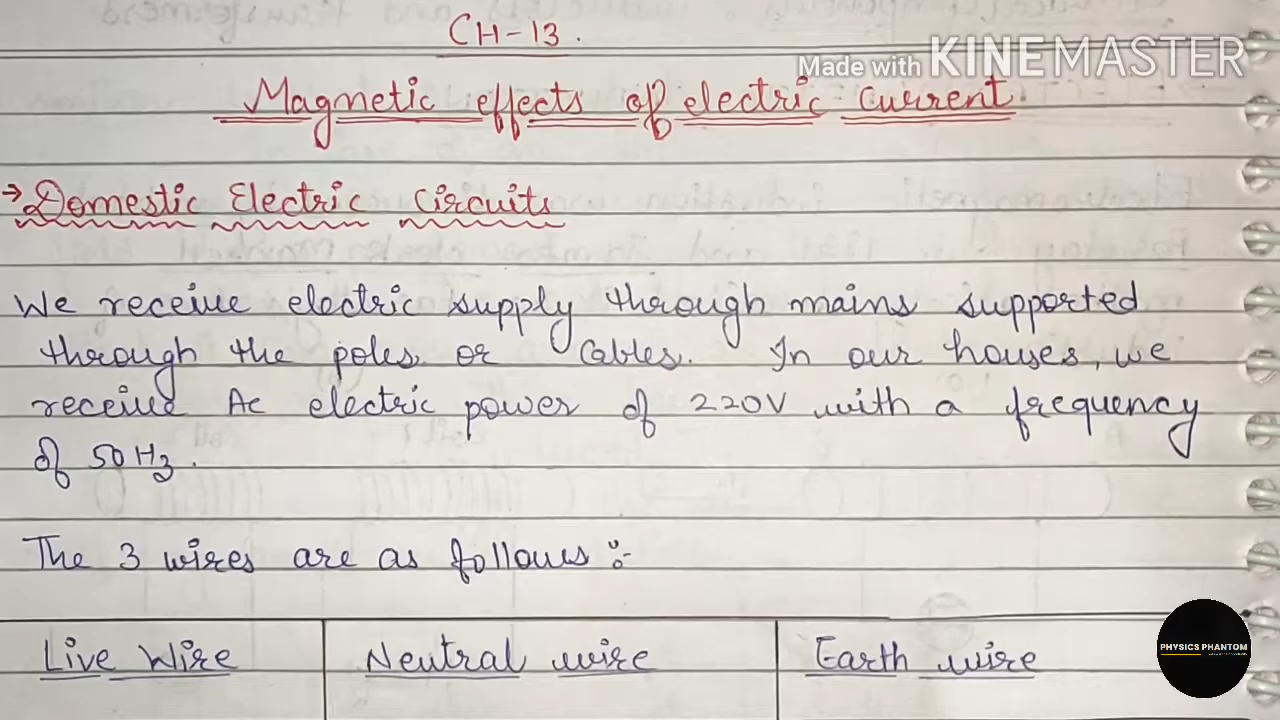 CH-13.
Made with KINEMASTER
Magnetic effects of electric current.
→ Domestic Electric Circuits
We receive electric supply through mains supported
through the poles or cables. In our houses, we
receive Ac electric power of 220V with a frequency
of 50Hz.
The 3 wires are as follows :-
Live Wire Neutral wire Earth wire
PHYSICS PHANTOM